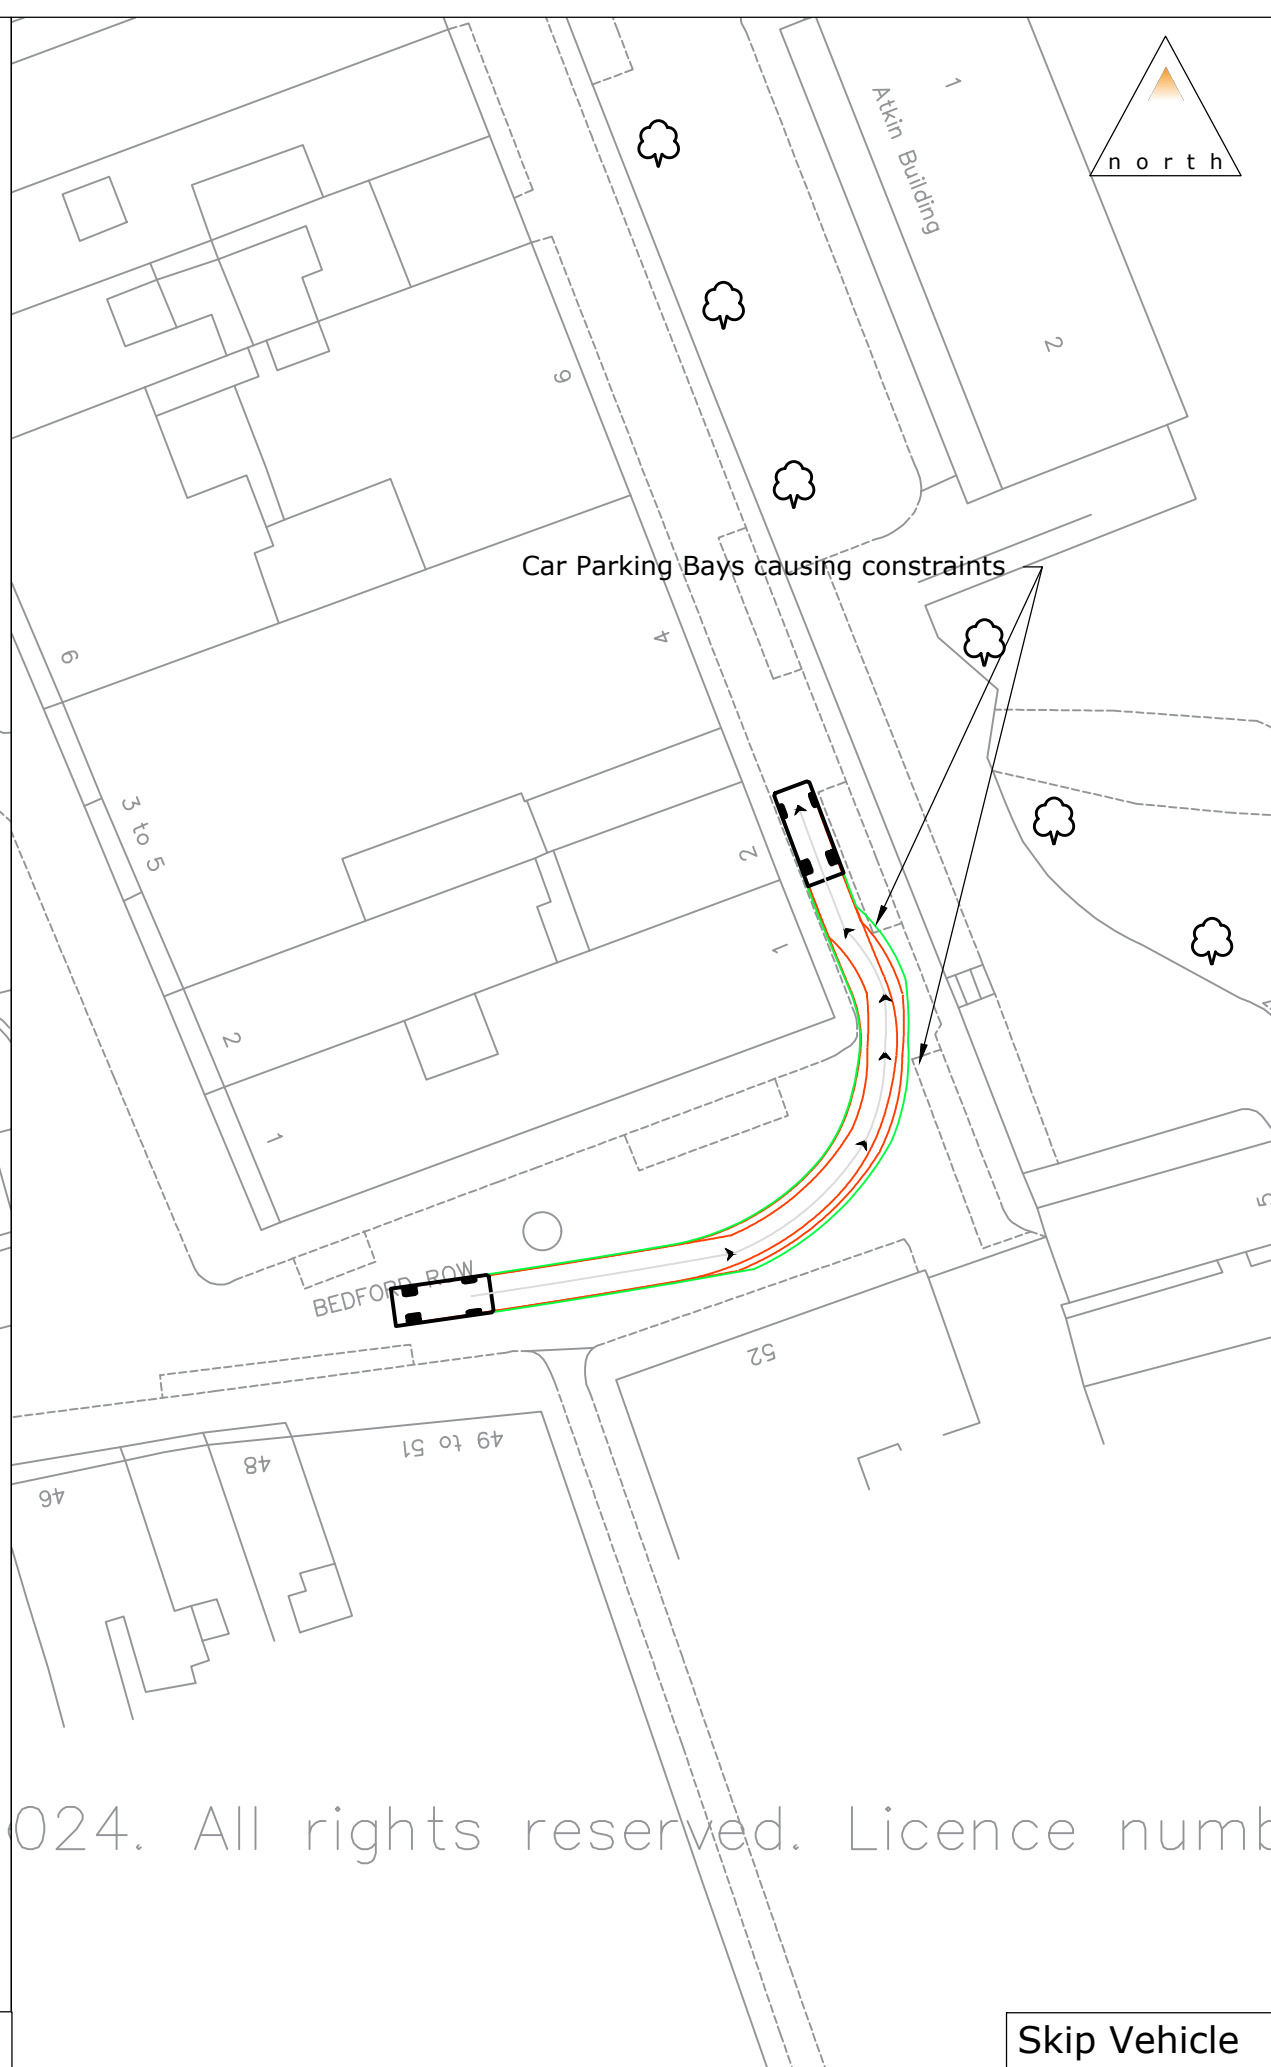 Atkin Building
1
north
2
9
Car Parking Bays causing constraints
4
6
3 to 5
2
1
2
1
5
BEDFORD ROW
52
49 to 51
48
46
024. All rights reserved. Licence numb
Skip Vehicle